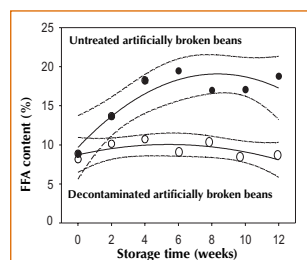 Untreated artificially broken beans
25
20
15
10
5
0
FFA content (%)
Decontaminated artificially broken beans
0 2 4 6 8 10 12
Storage time (weeks)